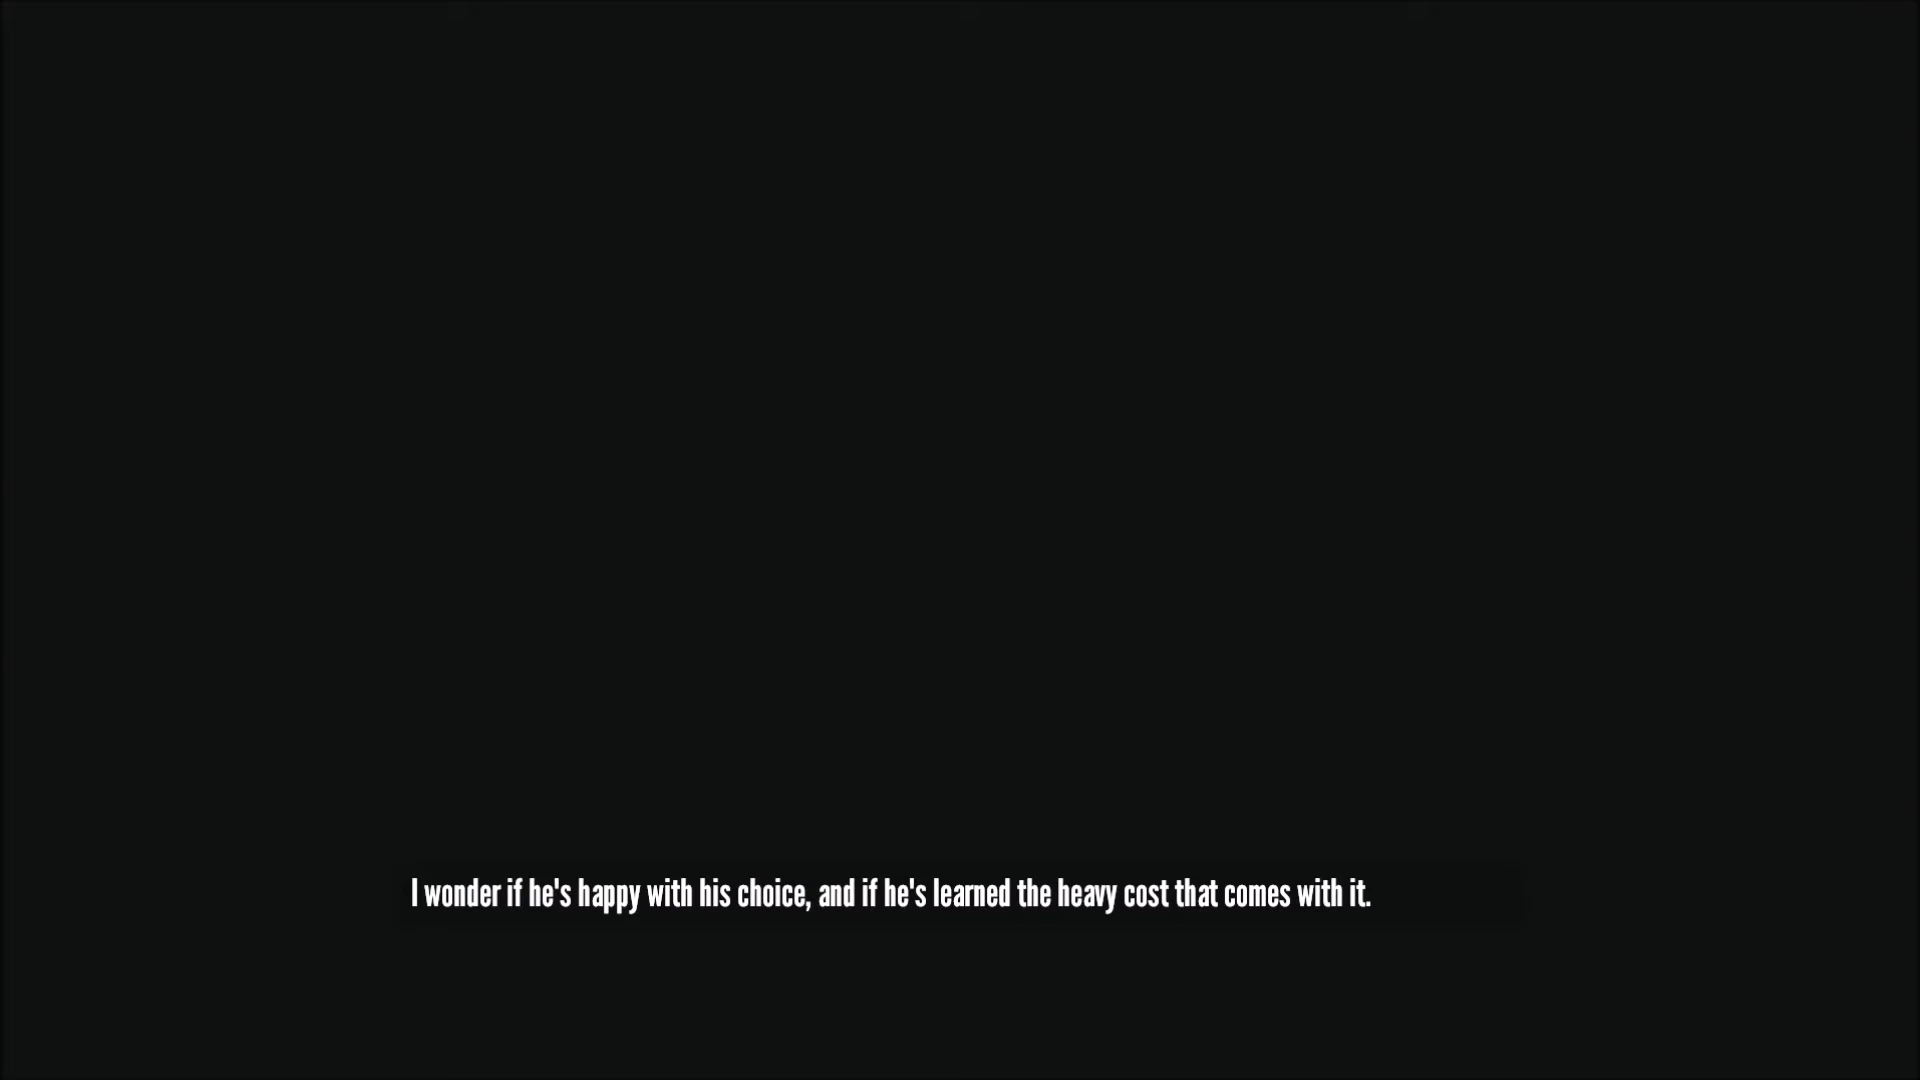 I wonder if he's happy with his choice, and if he's learned the heavy cost that comes with it.